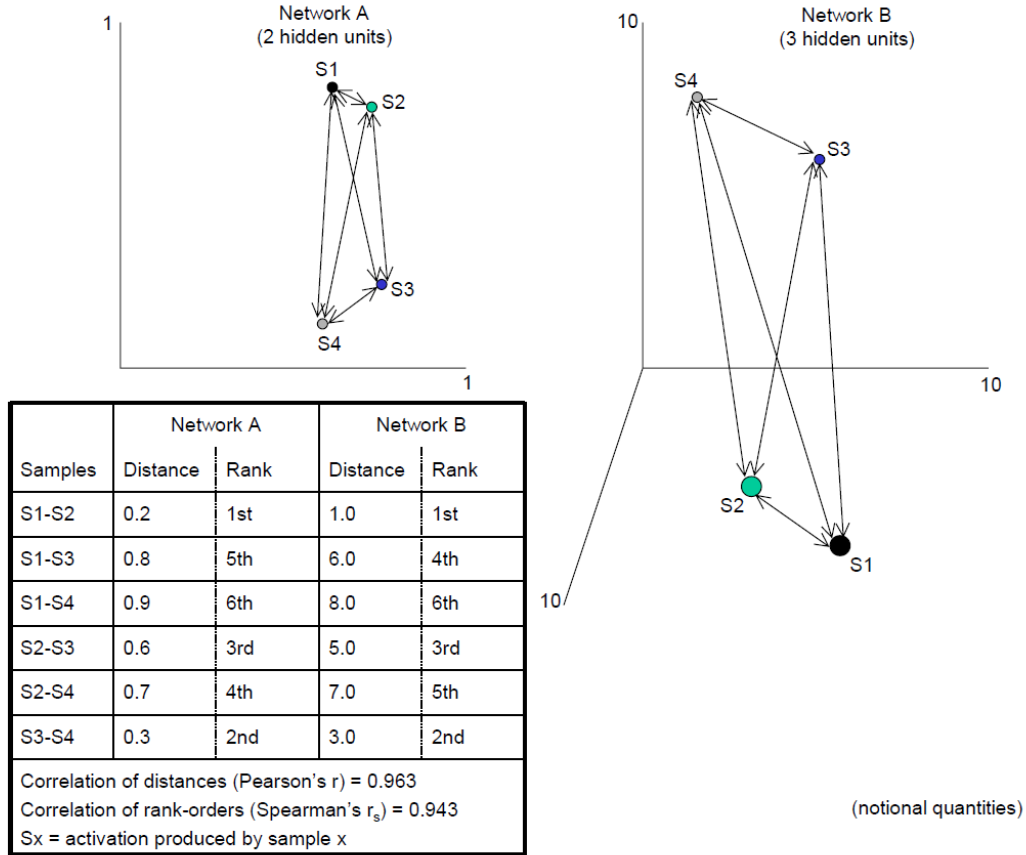 Network A
(2 hidden units)
1
S1
S2
S3
S4
1
Network B
(3 hidden units)
10
S4
S3
10
S2
S1
10
Network A Network B
Samples Distance Rank Distance Rank
S1-S2 0.2 1st 1.0 1st
S1-S3 0.8 5th 6.0 4th
S1-S4 0.9 6th 8.0 6th
S2-S3 0.6 3rd 5.0 3rd
S2-S4 0.7 4th 7.0 5th
S3-S4 0.3 2nd 3.0 2nd
Correlation of distances (Pearson's r) = 0.963
Correlation of rank-orders (Spearman's rs) = 0.943
Sx = activation produced by sample x
(notional quantities)